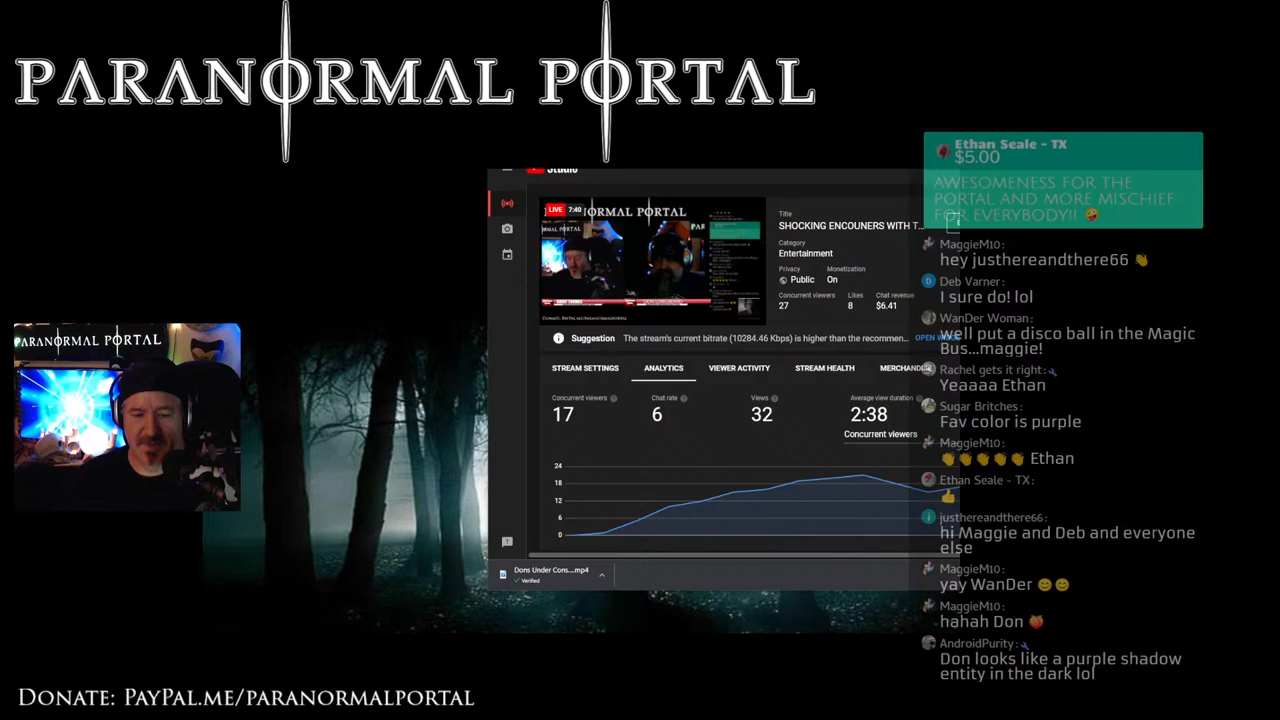 PARANORMAL PORTAL
Ethan Seale - TX
$5.00
AWESOMENESS FOR THE
PORTAL AND MORE MISCHIEF
FOR EVERYBODY!! 🤪
MaggieM10:
hey justhereandthere66 👏
Deb Varner:
I sure do! lol
WanDer Woman:
well put a disco ball in the Magic
Bus...maggie!
Rachel gets it right:
Yeaaaa Ethan
Sugar Britches:
Fav color is purple
MaggieM10:
👏👏👏👏👏 Ethan
Ethan Seale - TX:
👍
justhereandthere66:
hi Maggie and Deb and everyone
else
MaggieM10:
yay WanDer 😊😊
MaggieM10:
hahah Don 🍑
AndroidPurity:
Don looks like a purple shadow
entity in the dark lol
Studio
LIVE 7:40
NORMAL PORTAL
Title
SHOCKING ENCOUNERS WITH T...
Category
Entertainment
Privacy Monetization
Public On
Concurrent viewers Likes Chat revenue
27 8 $6.41
Suggestion The stream's current bitrate (10284.46 Kbps) is higher than the recommen...
STREAM SETTINGS ANALYTICS VIEWER ACTIVITY STREAM HEALTH
Concurrent viewers Chat rate Views Average view duration
17 6 32 2:38
Concurrent viewers
24
18
12
6
0
Dons Under Cons....mp4
Verified
PARANORMAL PORTAL
DONATE: PAYPAL.ME/PARANORMALPORTAL